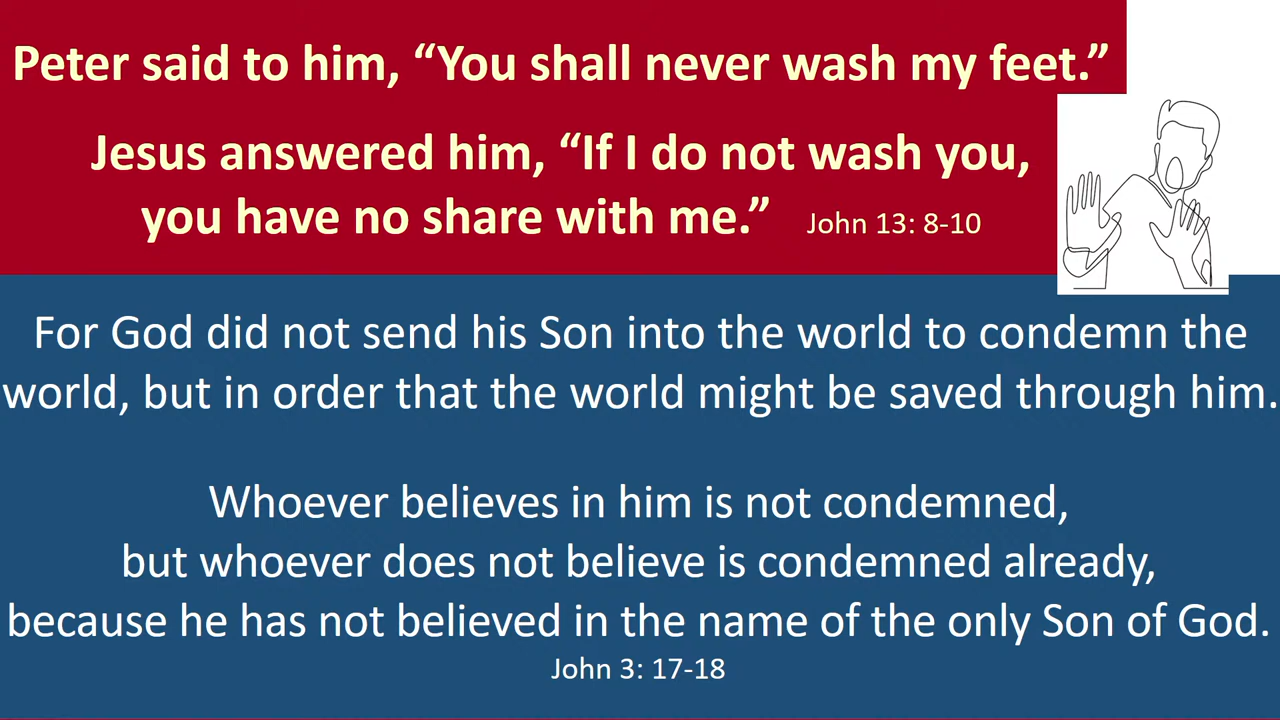 Peter said to him, “You shall never wash my feet.”
Jesus answered him, “If I do not wash you,
you have no share with me.” John 13: 8-10
For God did not send his Son into the world to condemn the
world, but in order that the world might be saved through him.
Whoever believes in him is not condemned,
but whoever does not believe is condemned already,
because he has not believed in the name of the only Son of God.
John 3: 17-18